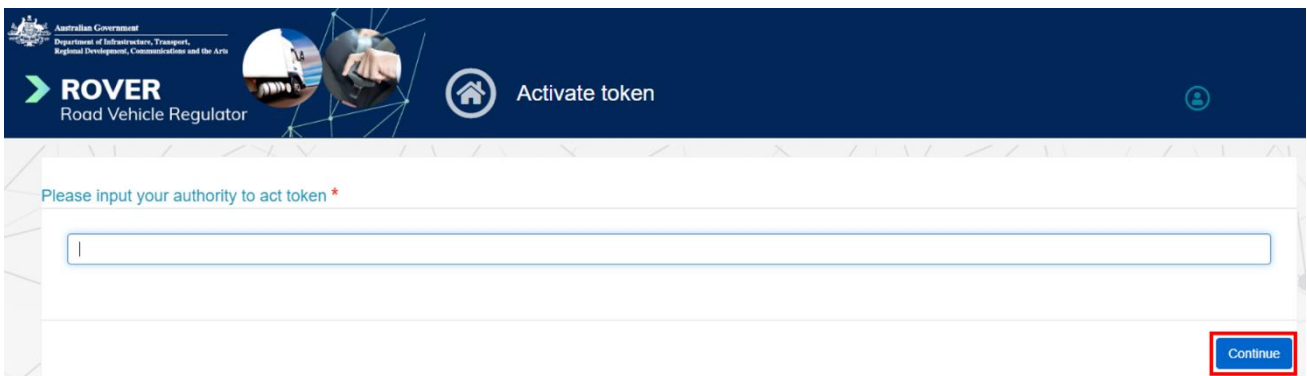 Australian Government
Department of Infrastructure, Transport,
Regional Development, Communications and the Arts
ROVER
Road Vehicle Regulator
Activate token
Please input your authority to act token *
Continue